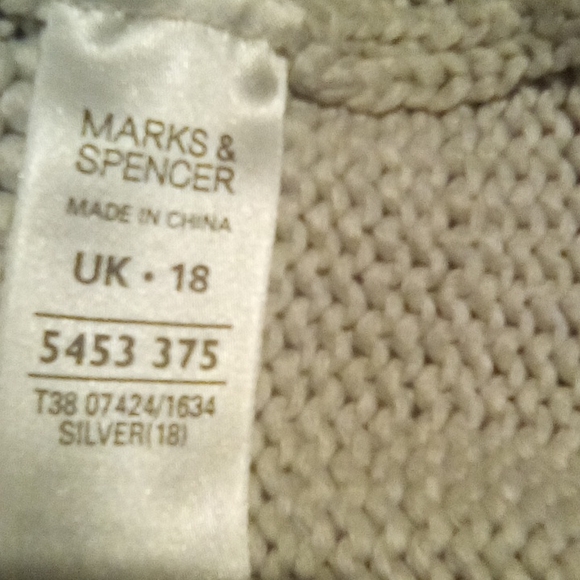 MARKS &
SPENCER
MADE IN CHINA
UK • 18
5453 375
T38 07424/1634
SILVER(18)